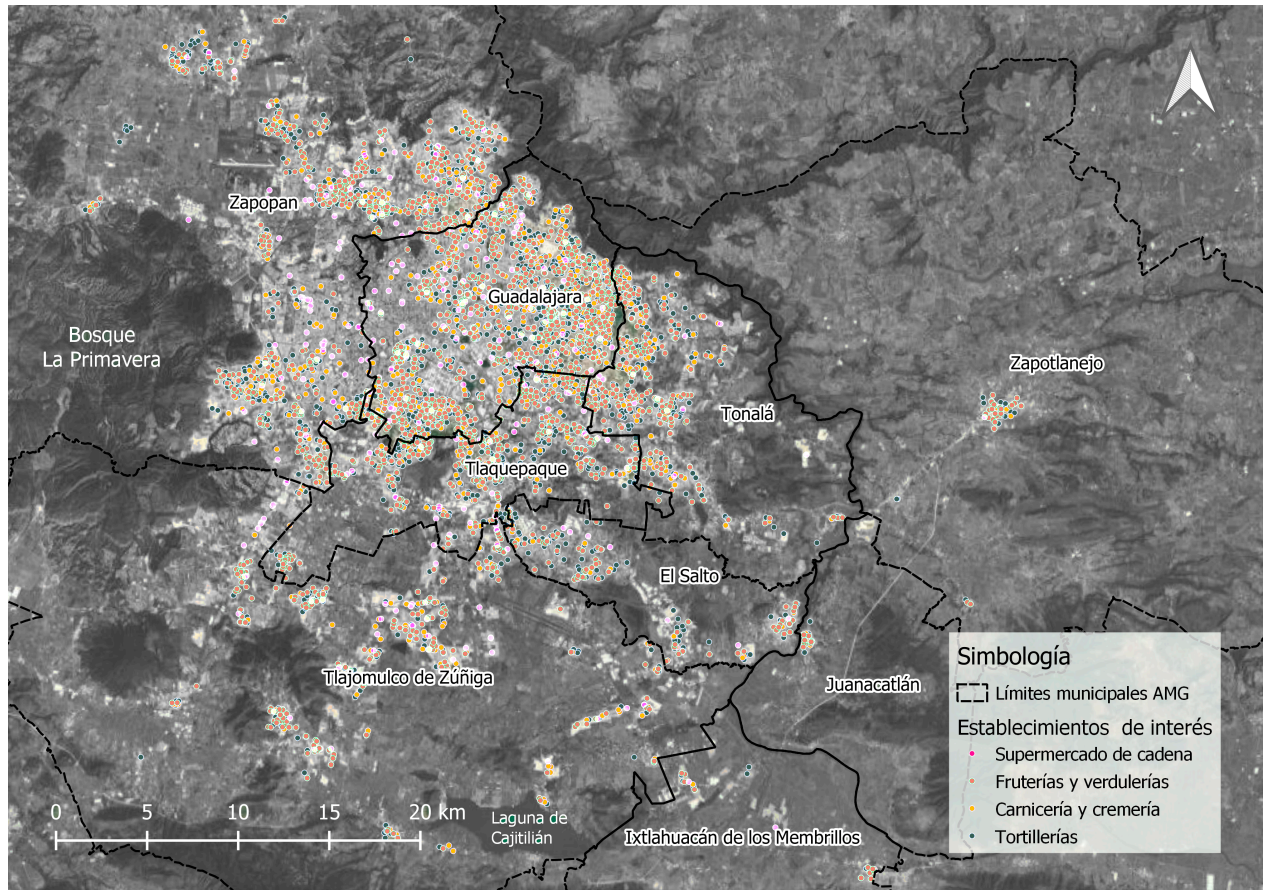 Zapopan
Guadalajara
Bosque
La Primavera
Zapotlanejo
Tonalá
Tlaquepaque
El Salto
Tlajomulco de Zúñiga
Juanacatlán
Simbología
Límites municipales AMG
Establecimientos de interés
Supermercado de cadena
Fruterías y verdulerías
Carnicería y cremería
Tortillerías
0 5 10 15 20 km
Laguna de
Cajitilián
Ixtlahuacán de los Membrillos